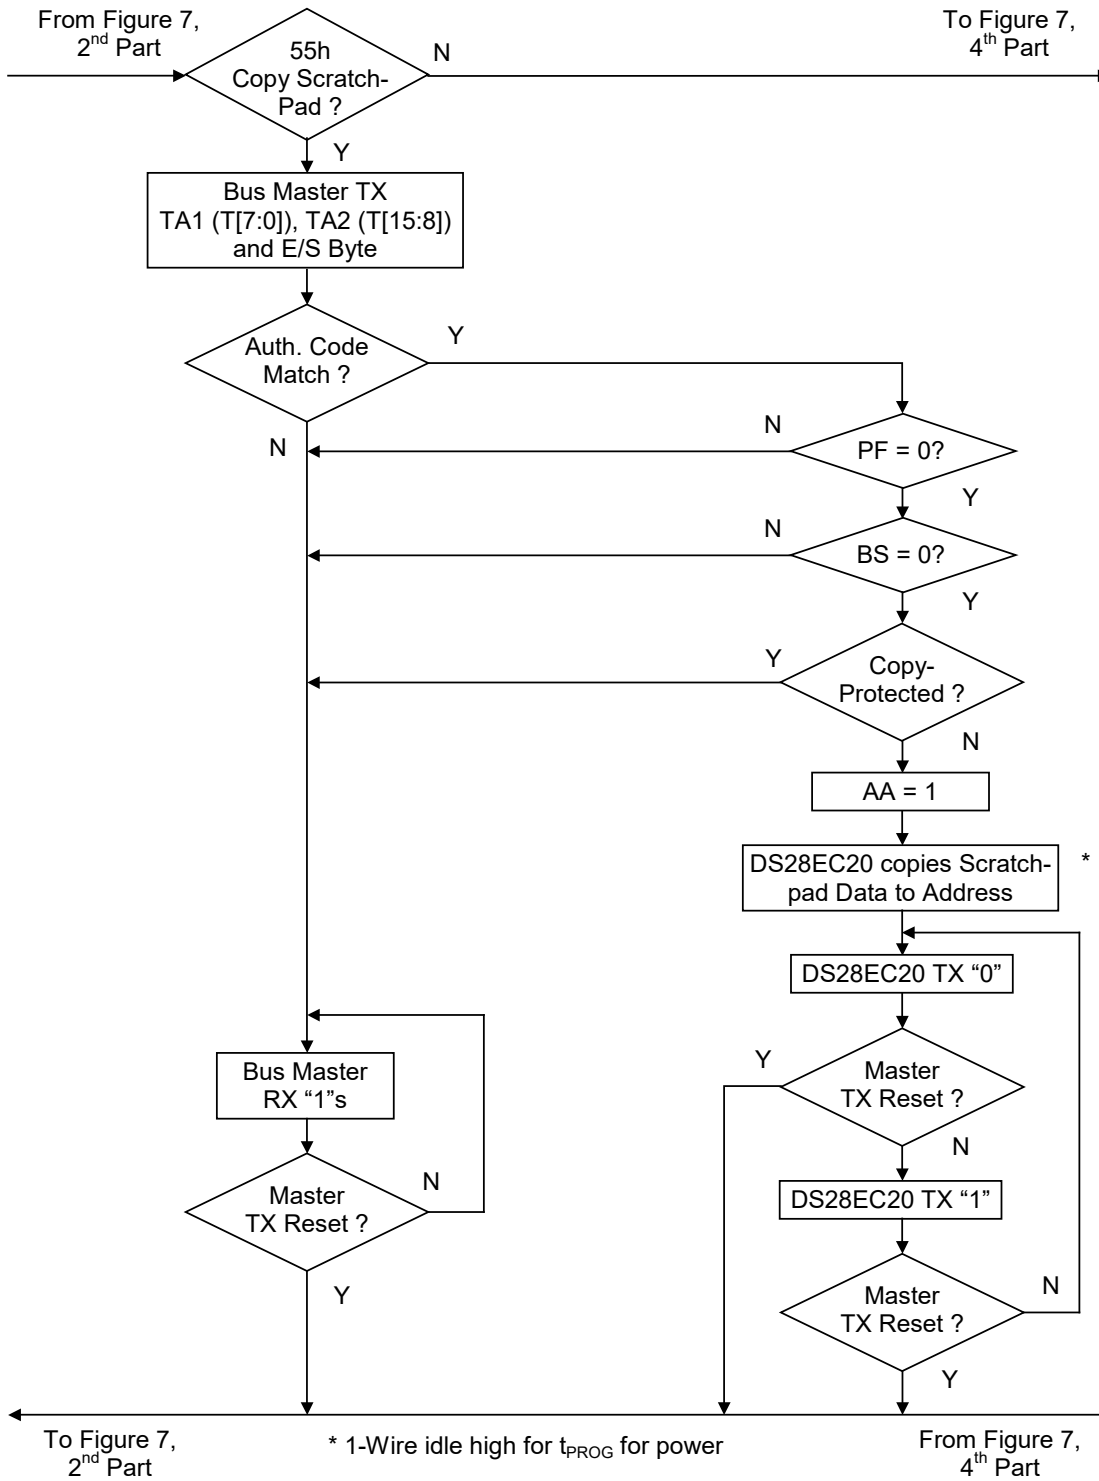 From Figure 7,
2nd Part
55h
Copy Scratch-
Pad ?
N
To Figure 7,
4th Part
Y
Bus Master TX
TA1 (T[7:0]), TA2 (T[15:8])
and E/S Byte
Auth. Code
Match ?
Y
N
PF = 0?
N
Y
BS = 0?
N
Y
Copy-
Protected ?
Y
N
AA = 1
DS28EC20 copies Scratch-
pad Data to Address
*
DS28EC20 TX “0”
Master
TX Reset ?
Y
N
DS28EC20 TX “1”
Master
TX Reset ?
N
Y
Bus Master
RX “1”s
Master
TX Reset ?
N
Y
To Figure 7,
2nd Part
* 1-Wire idle high for tPROG for power
From Figure 7,
4th Part